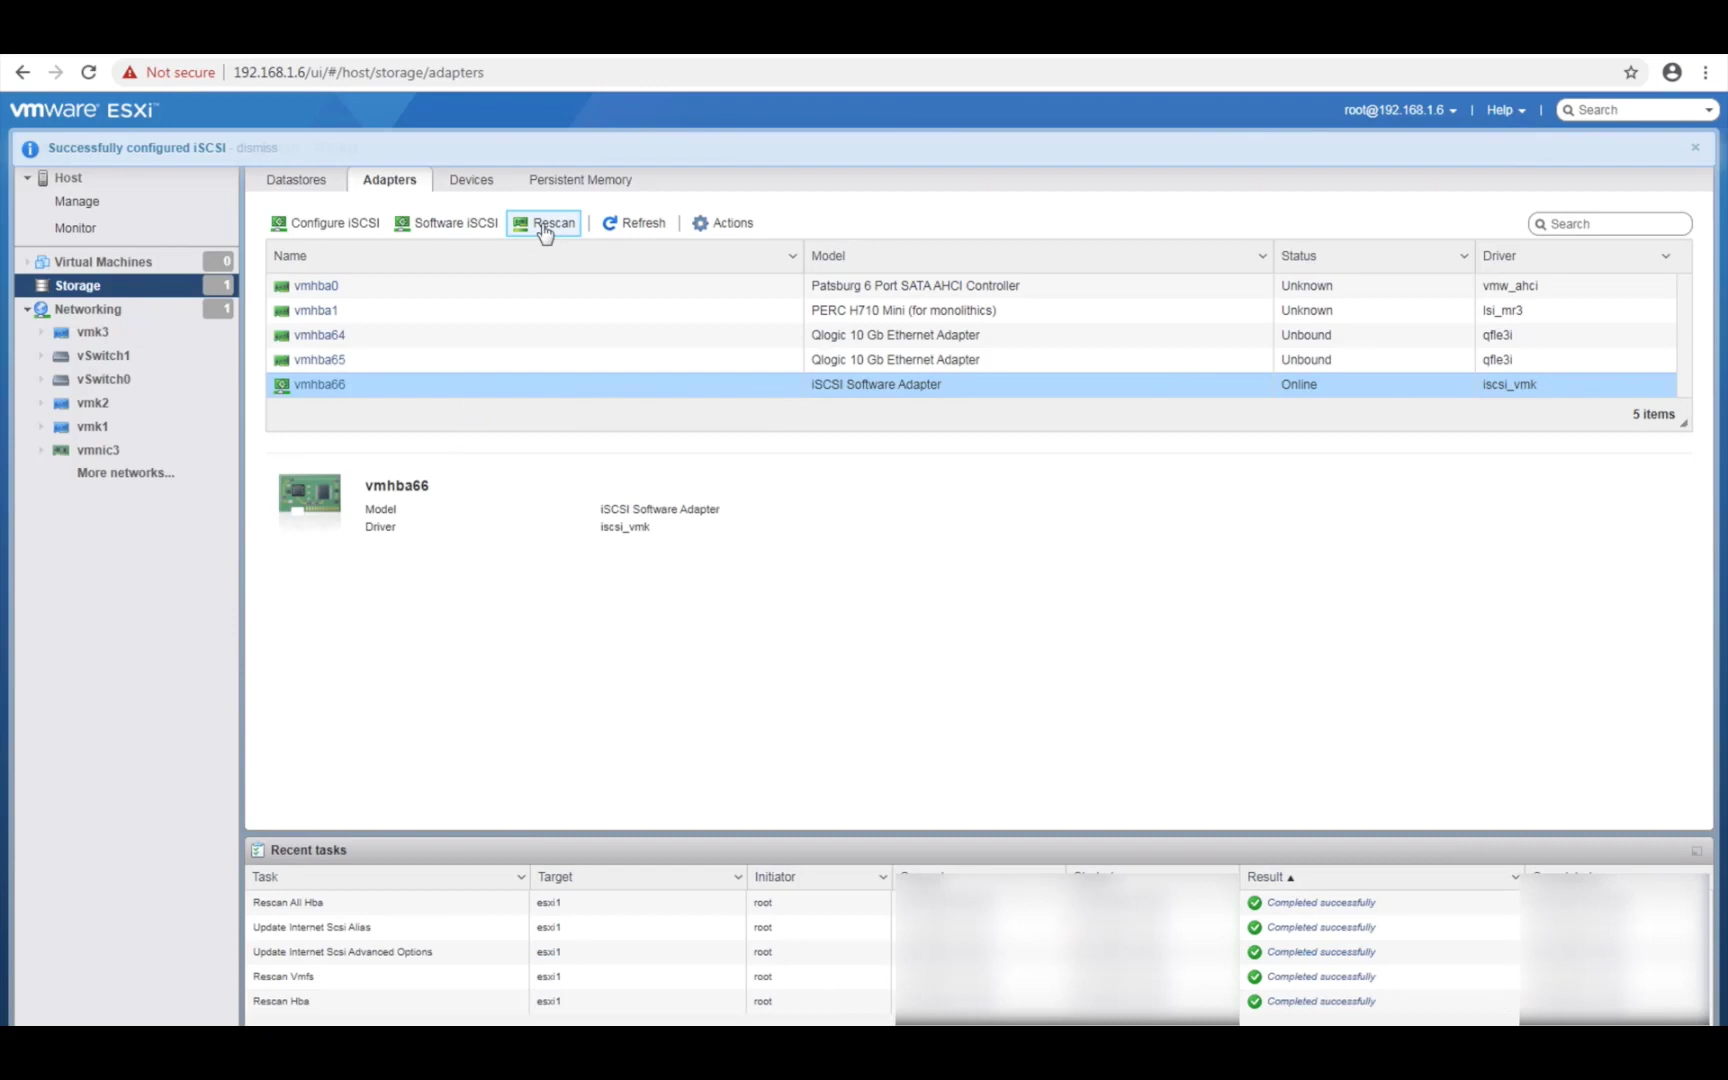 Not secure 192.168.1.6/ui/#/host/storage/adapters
vmware ESXi™
root@192.168.1.6 | Help | Search
Successfully configured iSCSI - dismiss
Host
Manage
Monitor
Virtual Machines 0
Storage 1
Networking 1
vmk3
vSwitch1
vSwitch0
vmk2
vmk1
vmnic3
More networks...
Datastores Adapters Devices Persistent Memory
Configure iSCSI Software iSCSI Rescan | Refresh | Actions Search
Name Model Status Driver
vmhba0 Patsburg 6 Port SATA AHCI Controller Unknown vmw_ahci
vmhba1 PERC H710 Mini (for monolithics) Unknown lsi_mr3
vmhba64 Qlogic 10 Gb Ethernet Adapter Unbound qfle3i
vmhba65 Qlogic 10 Gb Ethernet Adapter Unbound qfle3i
vmhba66 iSCSI Software Adapter Online iscsi_vmk
5 items
vmhba66
Model iSCSI Software Adapter
Driver iscsi_vmk
Recent tasks
Task Target Initiator Result ▲
Rescan All Hba esxi1 root Completed successfully
Update Internet Scsi Alias esxi1 root Completed successfully
Update Internet Scsi Advanced Options esxi1 root Completed successfully
Rescan Vmfs esxi1 root Completed successfully
Rescan Hba esxi1 root Completed successfully